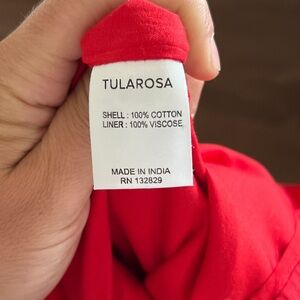 TULAROSA
SHELL : 100% COTTON
LINER : 100% VISCOSE
MADE IN INDIA
RN 132829